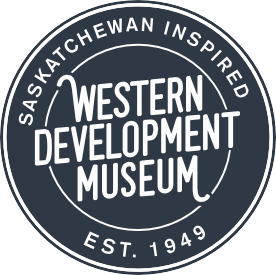 SASKATCHEWAN INSPIRED
WESTERN
DEVELOPMENT
MUSEUM
EST. 1949